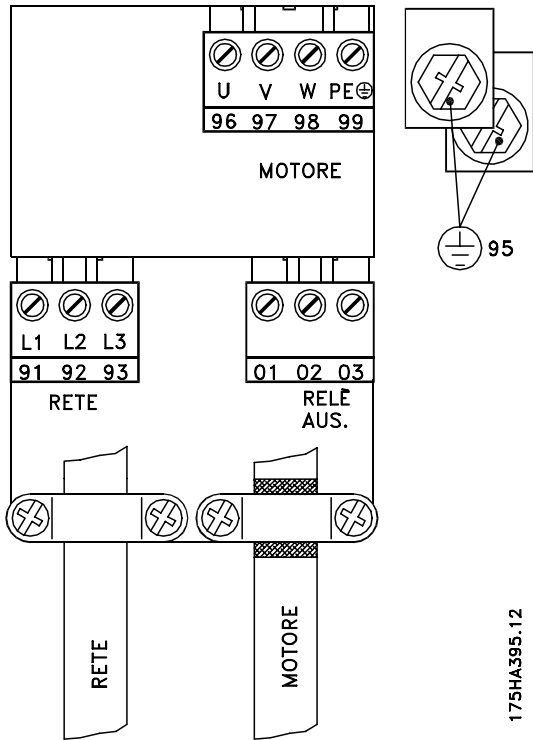 U V W PE
96 97 98 99
MOTORE
95
L1 L2 L3
91 92 93
RETE
01 02 03
RELÈ
AUS.
RETE
MOTORE
175HA395.12